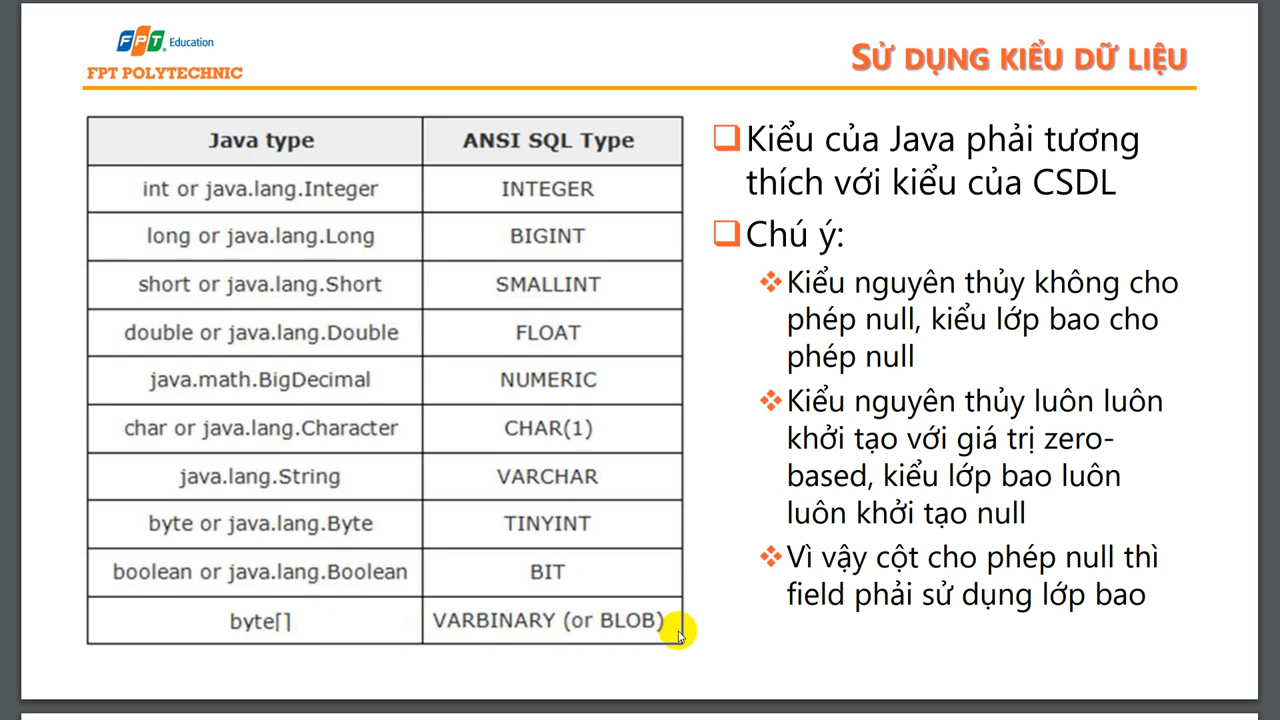 FPT Education
FPT POLYTECHNIC
SỬ DỤNG KIỂU DỮ LIỆU
Java type ANSI SQL Type
int or java.lang.Integer INTEGER
long or java.lang.Long BIGINT
short or java.lang.Short SMALLINT
double or java.lang.Double FLOAT
java.math.BigDecimal NUMERIC
char or java.lang.Character CHAR(1)
java.lang.String VARCHAR
byte or java.lang.Byte TINYINT
boolean or java.lang.Boolean BIT
byte[] VARBINARY (or BLOB)
Kiểu của Java phải tương
thích với kiểu của CSDL
Chú ý:
Kiểu nguyên thủy không cho
phép null, kiểu lớp bao cho
phép null
Kiểu nguyên thủy luôn luôn
khởi tạo với giá trị zero-
based, kiểu lớp bao luôn
luôn khởi tạo null
Vì vậy cột cho phép null thì
field phải sử dụng lớp bao